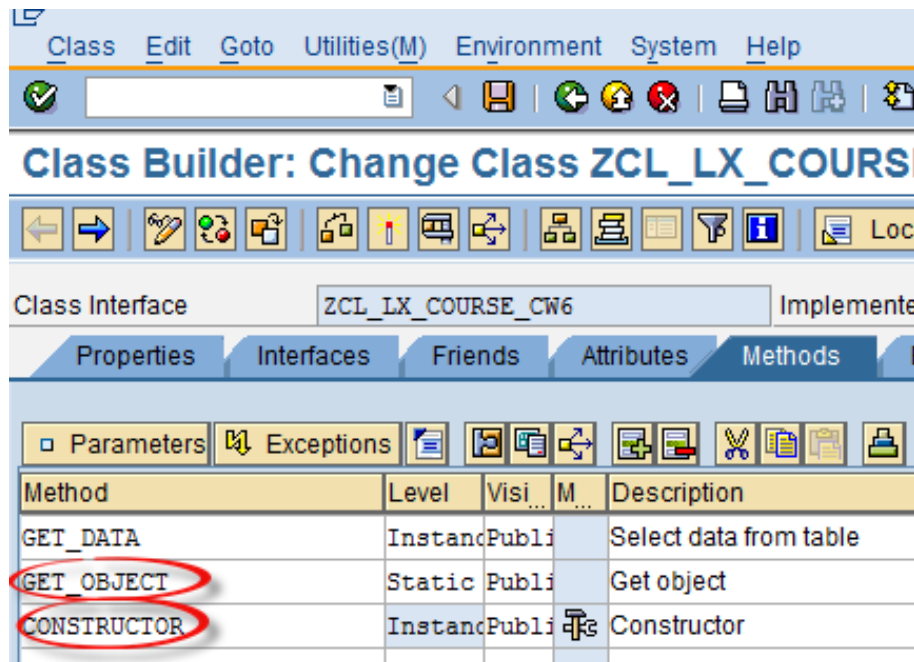 Class Edit Goto Utilities(M) Environment System Help
Class Builder: Change Class ZCL_LX_COURS
Loc
Class Interface ZCL_LX_COURSE_CW6 Implemente
Properties Interfaces Friends Attributes Methods
Parameters Exceptions
Method Level Visi... M... Description
GET_DATA Instanc Publi Select data from table
GET_OBJECT Static Publi Get object
CONSTRUCTOR Instanc Publi Constructor